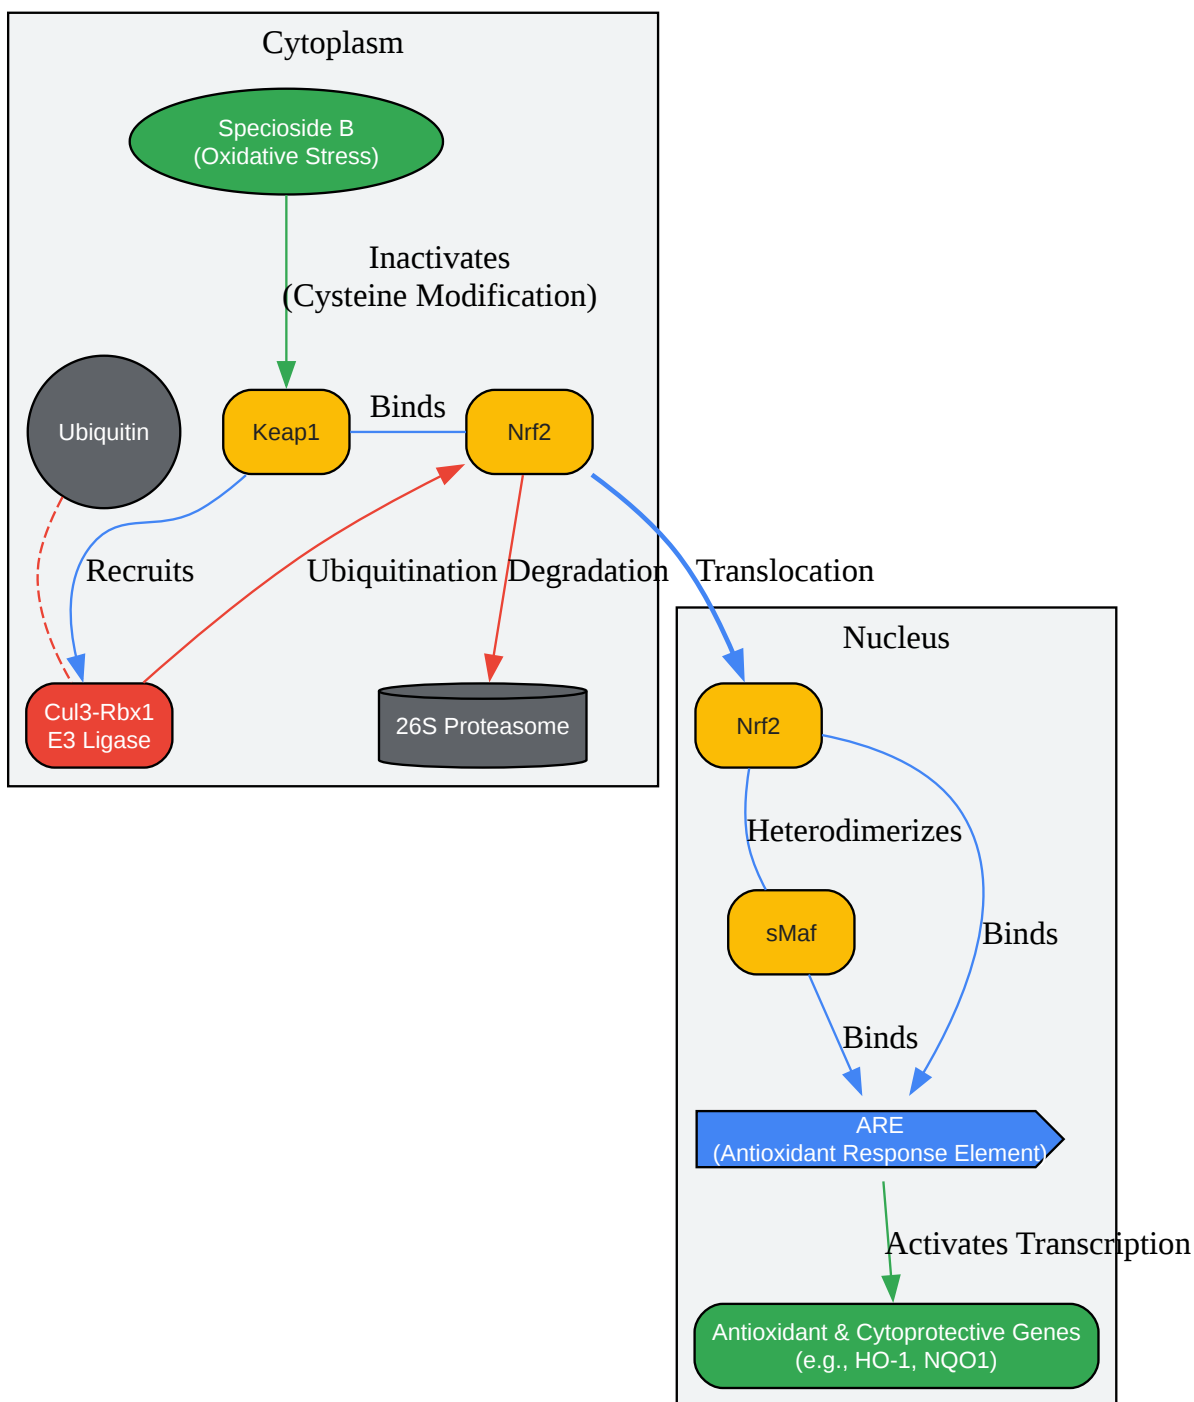 Cytoplasm
Specioside B
(Oxidative Stress)
Inactivates
(Cysteine Modification)
Ubiquitin
Keap1
Binds
Nrf2
Recruits
Ubiquitination
Degradation
Translocation
Cul3-Rbx1
E3 Ligase
26S Proteasome
Nucleus
Nrf2
Heterodimerizes
sMaf
Binds
Binds
ARE
(Antioxidant Response Element)
Activates Transcription
Antioxidant & Cytoprotective Genes
(e.g., HO-1, NQO1)